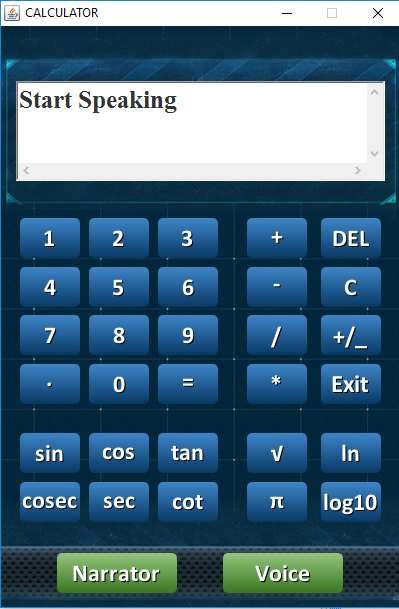 CALCULATOR
Start Speaking
1 2 3 + DEL
4 5 6 - C
7 8 9 / +/_
. 0 = * Exit
sin cos tan √ ln
cosec sec cot π log10
Narrator Voice